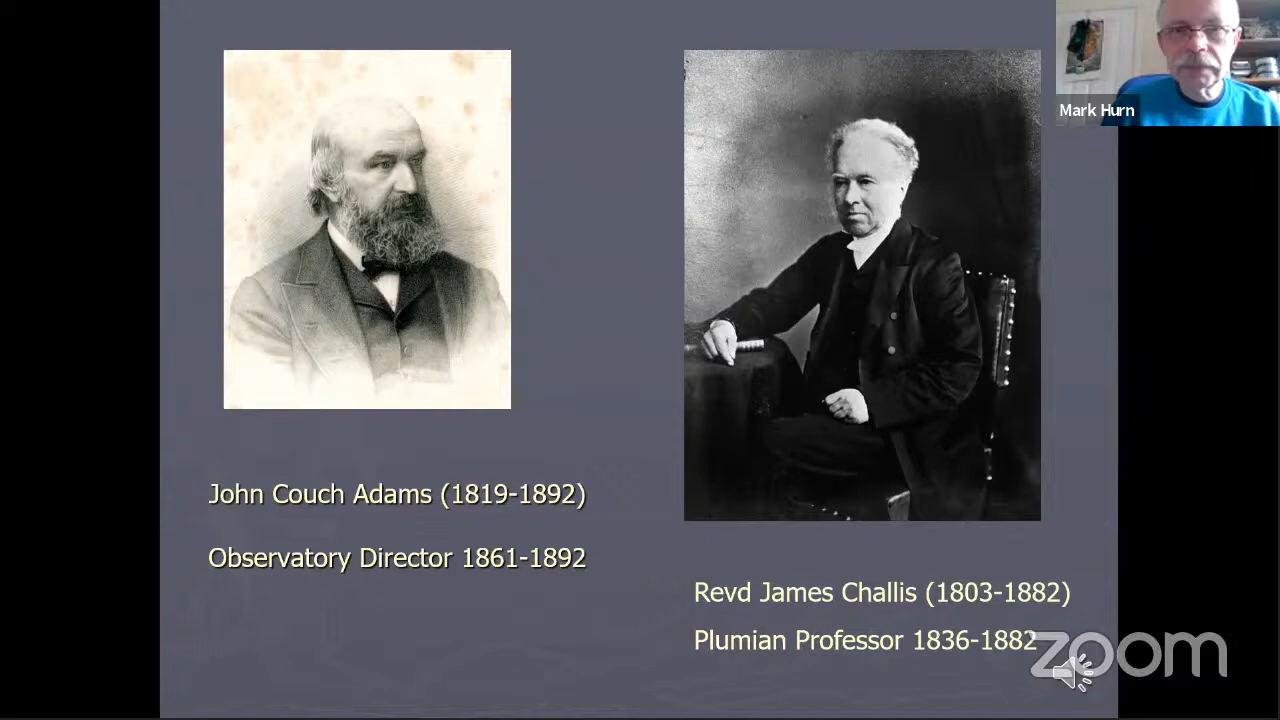 Mark Hurn
John Couch Adams (1819-1892)
Observatory Director 1861-1892
Revd James Challis (1803-1882)
Plumian Professor 1836-1882
zoom